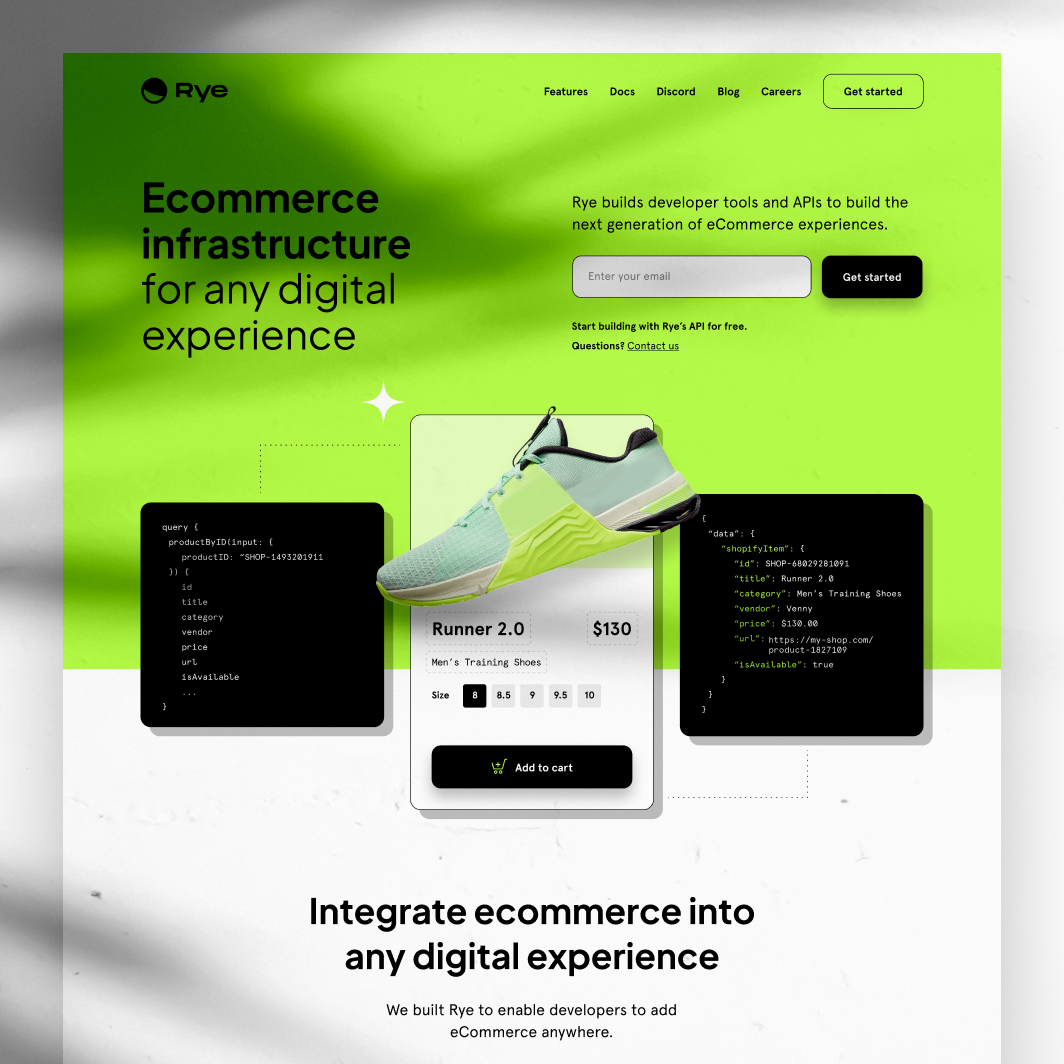 Rye
Features Docs Discord Blog Careers Get started
Ecommerce
infrastructure
for any digital
experience
Rye builds developer tools and APIs to build the
next generation of eCommerce experiences.
Enter your email Get started
Start building with Rye’s API for free.
Questions? Contact us
query {
productByID(input: {
productID: “SHOP-1493201911
}) {
id
title
category
vendor
price
url
isAvailable
...
}
Runner 2.0 $130
Men’s Training Shoes
Size 8 8.5 9 9.5 10
Add to cart
{
“data”: {
“shopifyItem”: {
“id”: SHOP-68029281091
“title”: Runner 2.0
“category”: Men’s Training Shoes
“vendor”: Venny
“price”: $130.00
“url”: https://my-shop.com/
product-1827109
“isAvailable”: true
}
}
}
Integrate ecommerce into
any digital experience
We built Rye to enable developers to add
eCommerce anywhere.